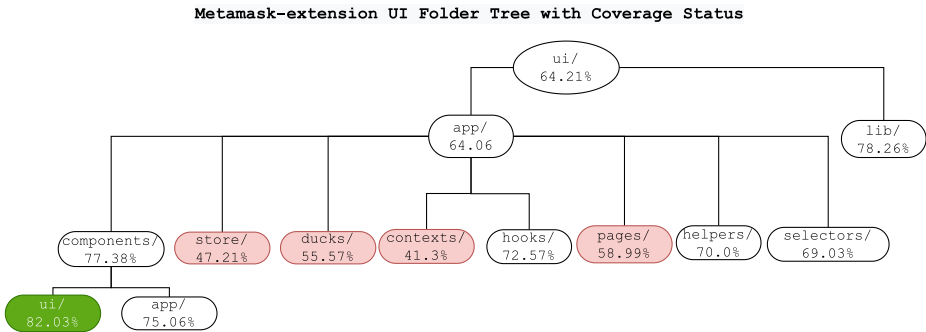 Metamask-extension UI Folder Tree with Coverage Status
ui/
64.21%
app/
64.06
lib/
78.26%
components/
77.38%
store/
47.21%
ducks/
55.57%
contexts/
41.3%
hooks/
72.57%
pages/
58.99%
helpers/
70.0%
selectors/
69.03%
ui/
82.03%
app/
75.06%